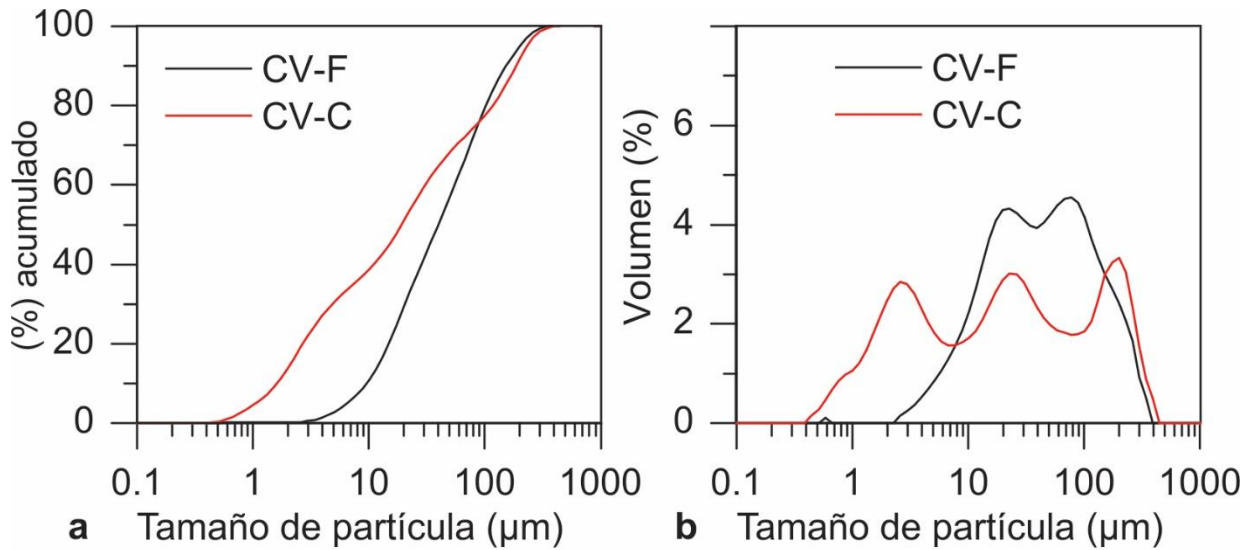 (%) acumulado
100
80
60
40
20
0
CV-F
CV-C
0.1 1 10 100 1000
a Tamaño de partícula (µm)
Volumen (%)
6
4
2
0
CV-F
CV-C
0.1 1 10 100 1000
b Tamaño de partícula (µm)